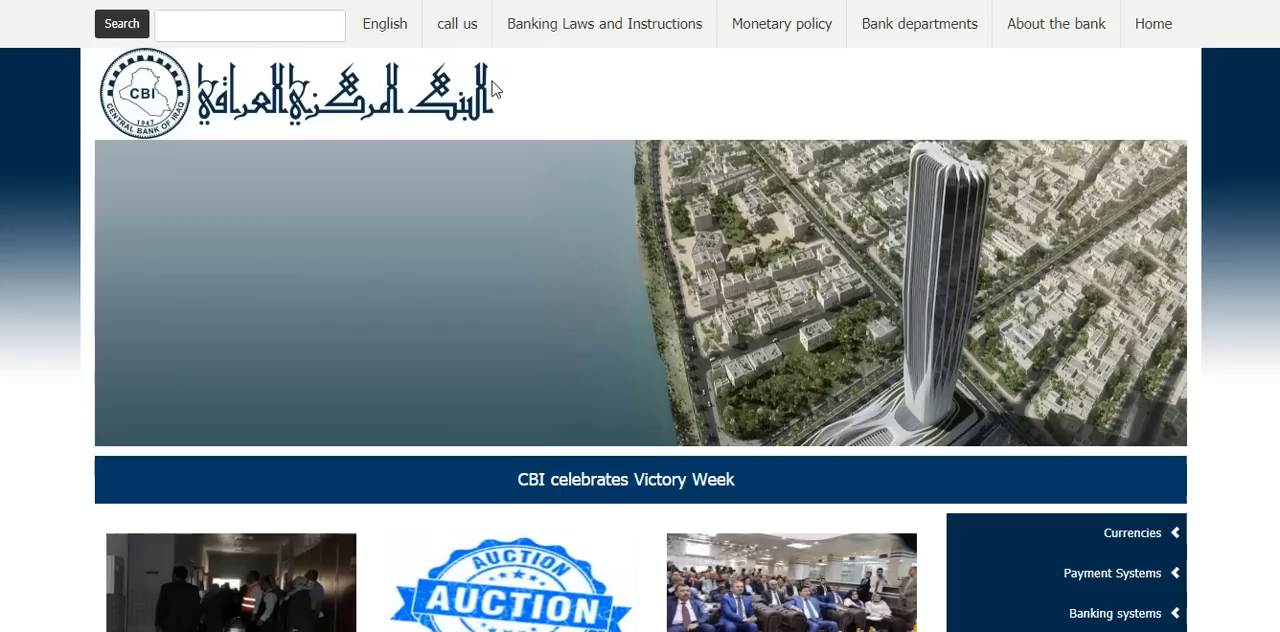 Search
English
call us
Banking Laws and Instructions
Monetary policy
Bank departments
About the bank
Home
CBI
CENTRAL BANK OF IRAQ
1947
البنك المركزي العراقي
CBI celebrates Victory Week
AUCTION
AUCTION
Currencies
Payment Systems
Banking systems